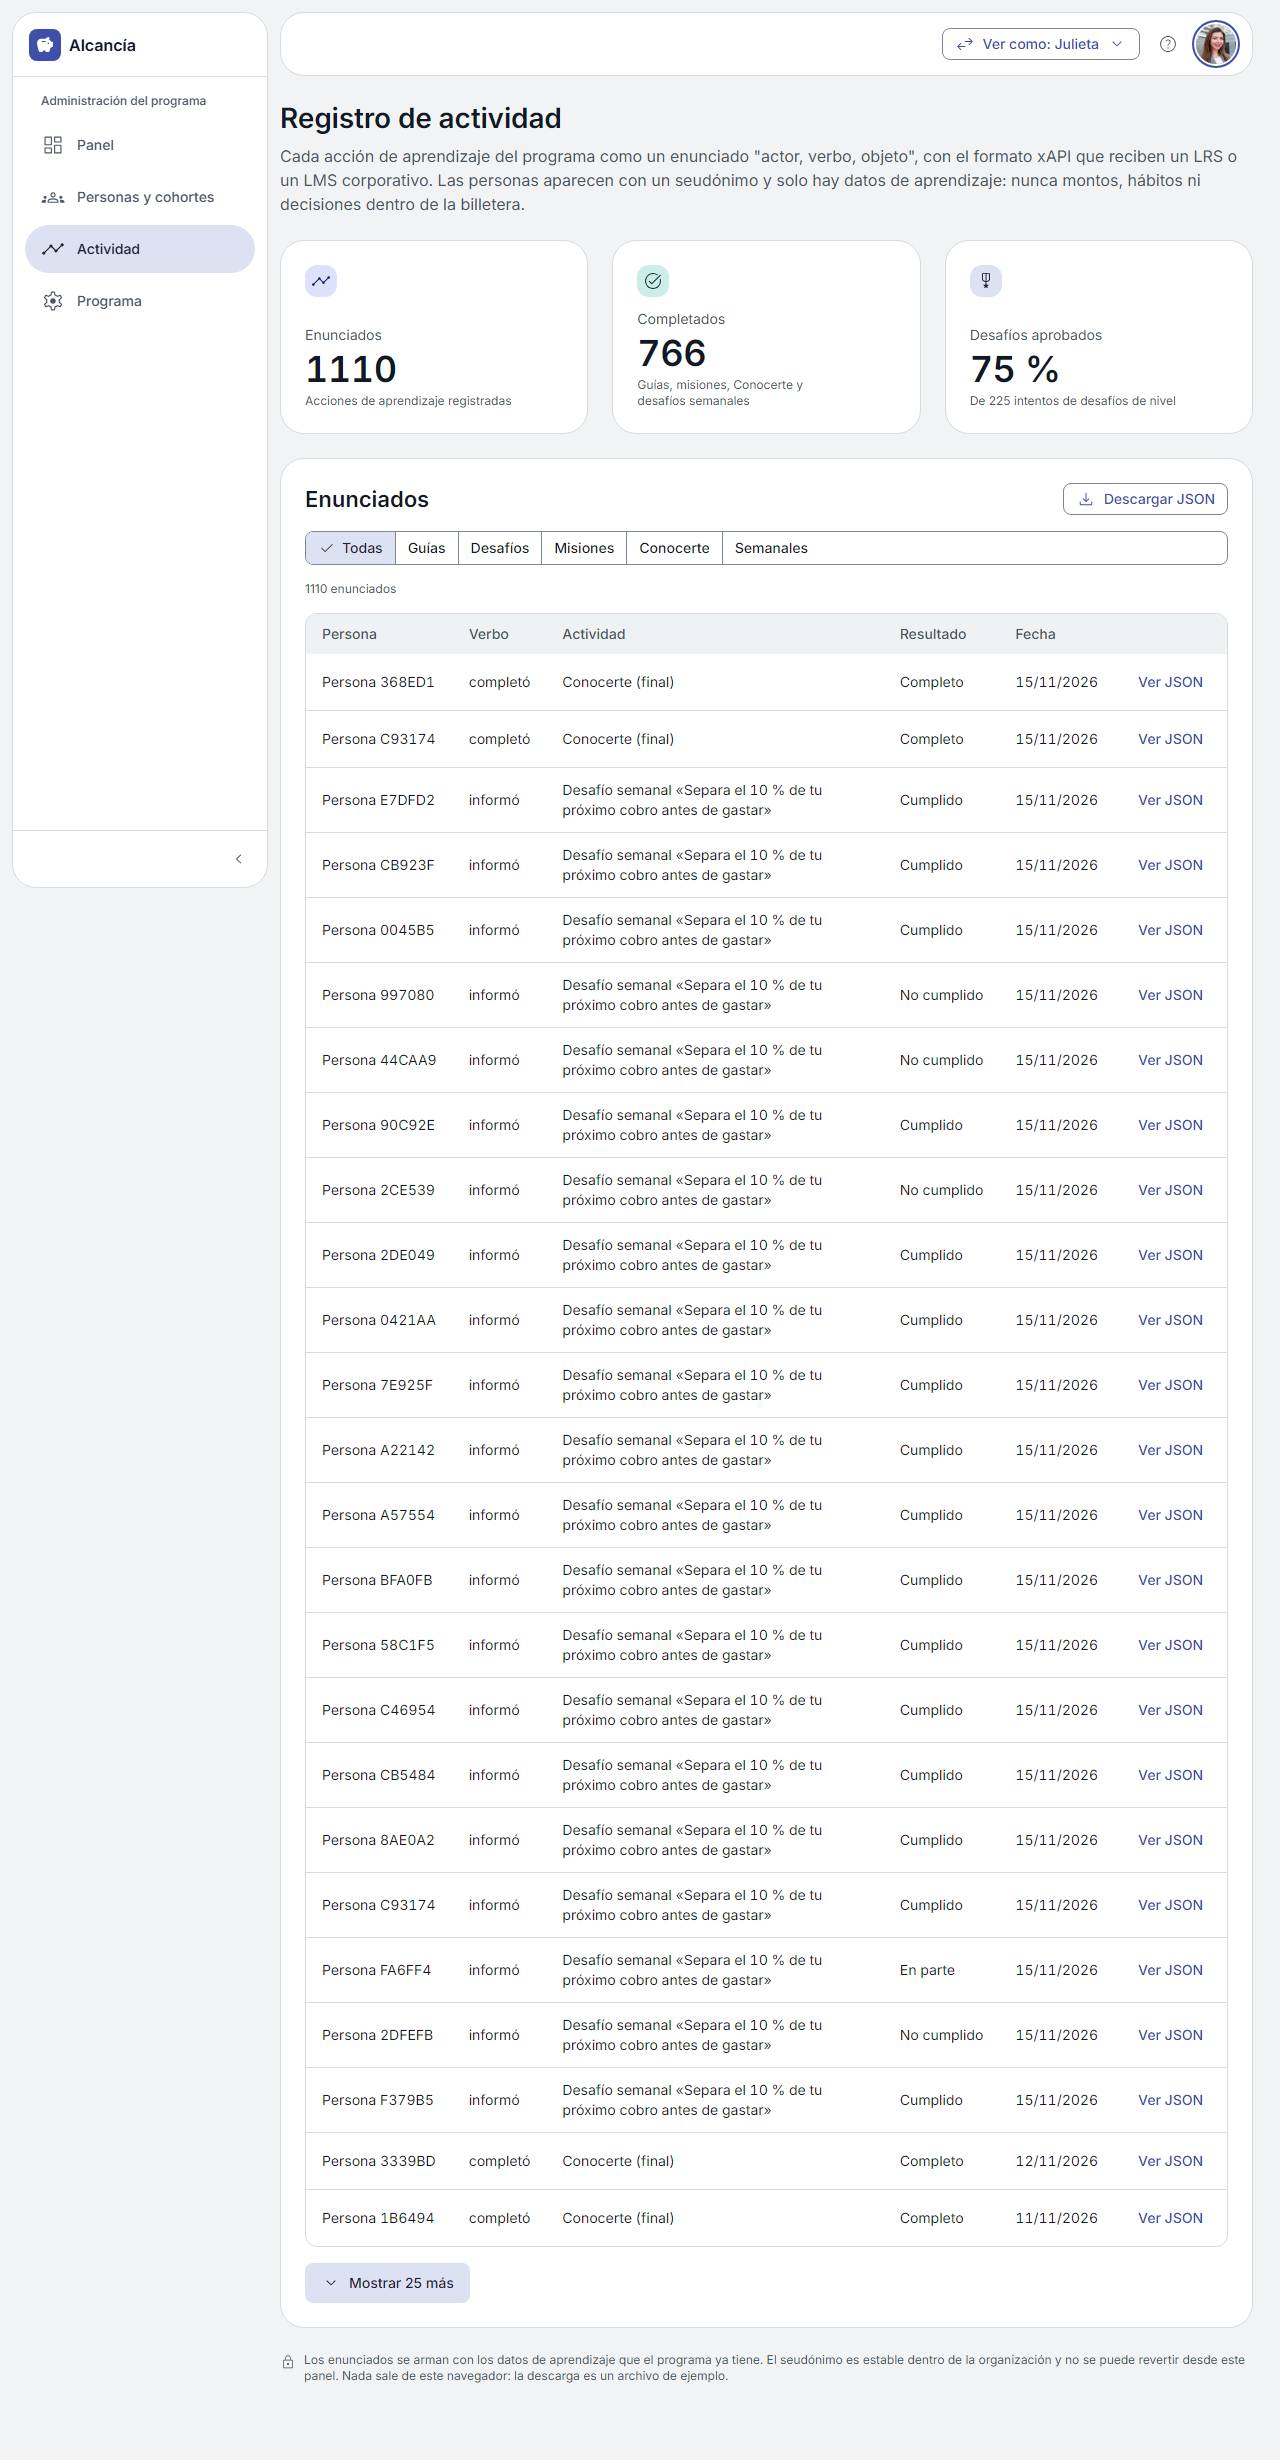 Alcancía
Ver como: Julieta
Administración del programa
Panel
Personas y cohortes
Actividad
Programa
Registro de actividad
Cada acción de aprendizaje del programa como un enunciado "actor, verbo, objeto", con el formato xAPI que reciben un LRS o
un LMS corporativo. Las personas aparecen con un seudónimo y solo hay datos de aprendizaje: nunca montos, hábitos ni
decisiones dentro de la billetera.
Enunciados
1110
Acciones de aprendizaje registradas
Completados
766
Guías, misiones, Conocerte y
desafíos semanales
Desafíos aprobados
75 %
De 225 intentos de desafíos de nivel
Enunciados
Descargar JSON
Todas Guías Desafíos Misiones Conocerte Semanales
1110 enunciados
Persona Verbo Actividad Resultado Fecha
Persona 368ED1 completó Conocerte (final) Completo 15/11/2026 Ver JSON
Persona C93174 completó Conocerte (final) Completo 15/11/2026 Ver JSON
Persona E7DFD2 informó Desafío semanal «Separa el 10 % de tu
próximo cobro antes de gastar» Cumplido 15/11/2026 Ver JSON
Persona CB923F informó Desafío semanal «Separa el 10 % de tu
próximo cobro antes de gastar» Cumplido 15/11/2026 Ver JSON
Persona 0045B5 informó Desafío semanal «Separa el 10 % de tu
próximo cobro antes de gastar» Cumplido 15/11/2026 Ver JSON
Persona 997080 informó Desafío semanal «Separa el 10 % de tu
próximo cobro antes de gastar» No cumplido 15/11/2026 Ver JSON
Persona 44CAA9 informó Desafío semanal «Separa el 10 % de tu
próximo cobro antes de gastar» No cumplido 15/11/2026 Ver JSON
Persona 90C92E informó Desafío semanal «Separa el 10 % de tu
próximo cobro antes de gastar» Cumplido 15/11/2026 Ver JSON
Persona 2CE539 informó Desafío semanal «Separa el 10 % de tu
próximo cobro antes de gastar» No cumplido 15/11/2026 Ver JSON
Persona 2DE049 informó Desafío semanal «Separa el 10 % de tu
próximo cobro antes de gastar» Cumplido 15/11/2026 Ver JSON
Persona 0421AA informó Desafío semanal «Separa el 10 % de tu
próximo cobro antes de gastar» Cumplido 15/11/2026 Ver JSON
Persona 7E925F informó Desafío semanal «Separa el 10 % de tu
próximo cobro antes de gastar» Cumplido 15/11/2026 Ver JSON
Persona A22142 informó Desafío semanal «Separa el 10 % de tu
próximo cobro antes de gastar» Cumplido 15/11/2026 Ver JSON
Persona A57554 informó Desafío semanal «Separa el 10 % de tu
próximo cobro antes de gastar» Cumplido 15/11/2026 Ver JSON
Persona BFA0FB informó Desafío semanal «Separa el 10 % de tu
próximo cobro antes de gastar» Cumplido 15/11/2026 Ver JSON
Persona 58C1F5 informó Desafío semanal «Separa el 10 % de tu
próximo cobro antes de gastar» Cumplido 15/11/2026 Ver JSON
Persona C46954 informó Desafío semanal «Separa el 10 % de tu
próximo cobro antes de gastar» Cumplido 15/11/2026 Ver JSON
Persona CB5484 informó Desafío semanal «Separa el 10 % de tu
próximo cobro antes de gastar» Cumplido 15/11/2026 Ver JSON
Persona 8AE0A2 informó Desafío semanal «Separa el 10 % de tu
próximo cobro antes de gastar» Cumplido 15/11/2026 Ver JSON
Persona C93174 informó Desafío semanal «Separa el 10 % de tu
próximo cobro antes de gastar» Cumplido 15/11/2026 Ver JSON
Persona FA6FF4 informó Desafío semanal «Separa el 10 % de tu
próximo cobro antes de gastar» En parte 15/11/2026 Ver JSON
Persona 2DFEFB informó Desafío semanal «Separa el 10 % de tu
próximo cobro antes de gastar» No cumplido 15/11/2026 Ver JSON
Persona F379B5 informó Desafío semanal «Separa el 10 % de tu
próximo cobro antes de gastar» Cumplido 15/11/2026 Ver JSON
Persona 3339BD completó Conocerte (final) Completo 12/11/2026 Ver JSON
Persona 1B6494 completó Conocerte (final) Completo 11/11/2026 Ver JSON
Mostrar 25 más
Los enunciados se arman con los datos de aprendizaje que el programa ya tiene. El seudónimo es estable dentro de la organización y no se puede revertir desde este
panel. Nada sale de este navegador: la descarga es un archivo de ejemplo.